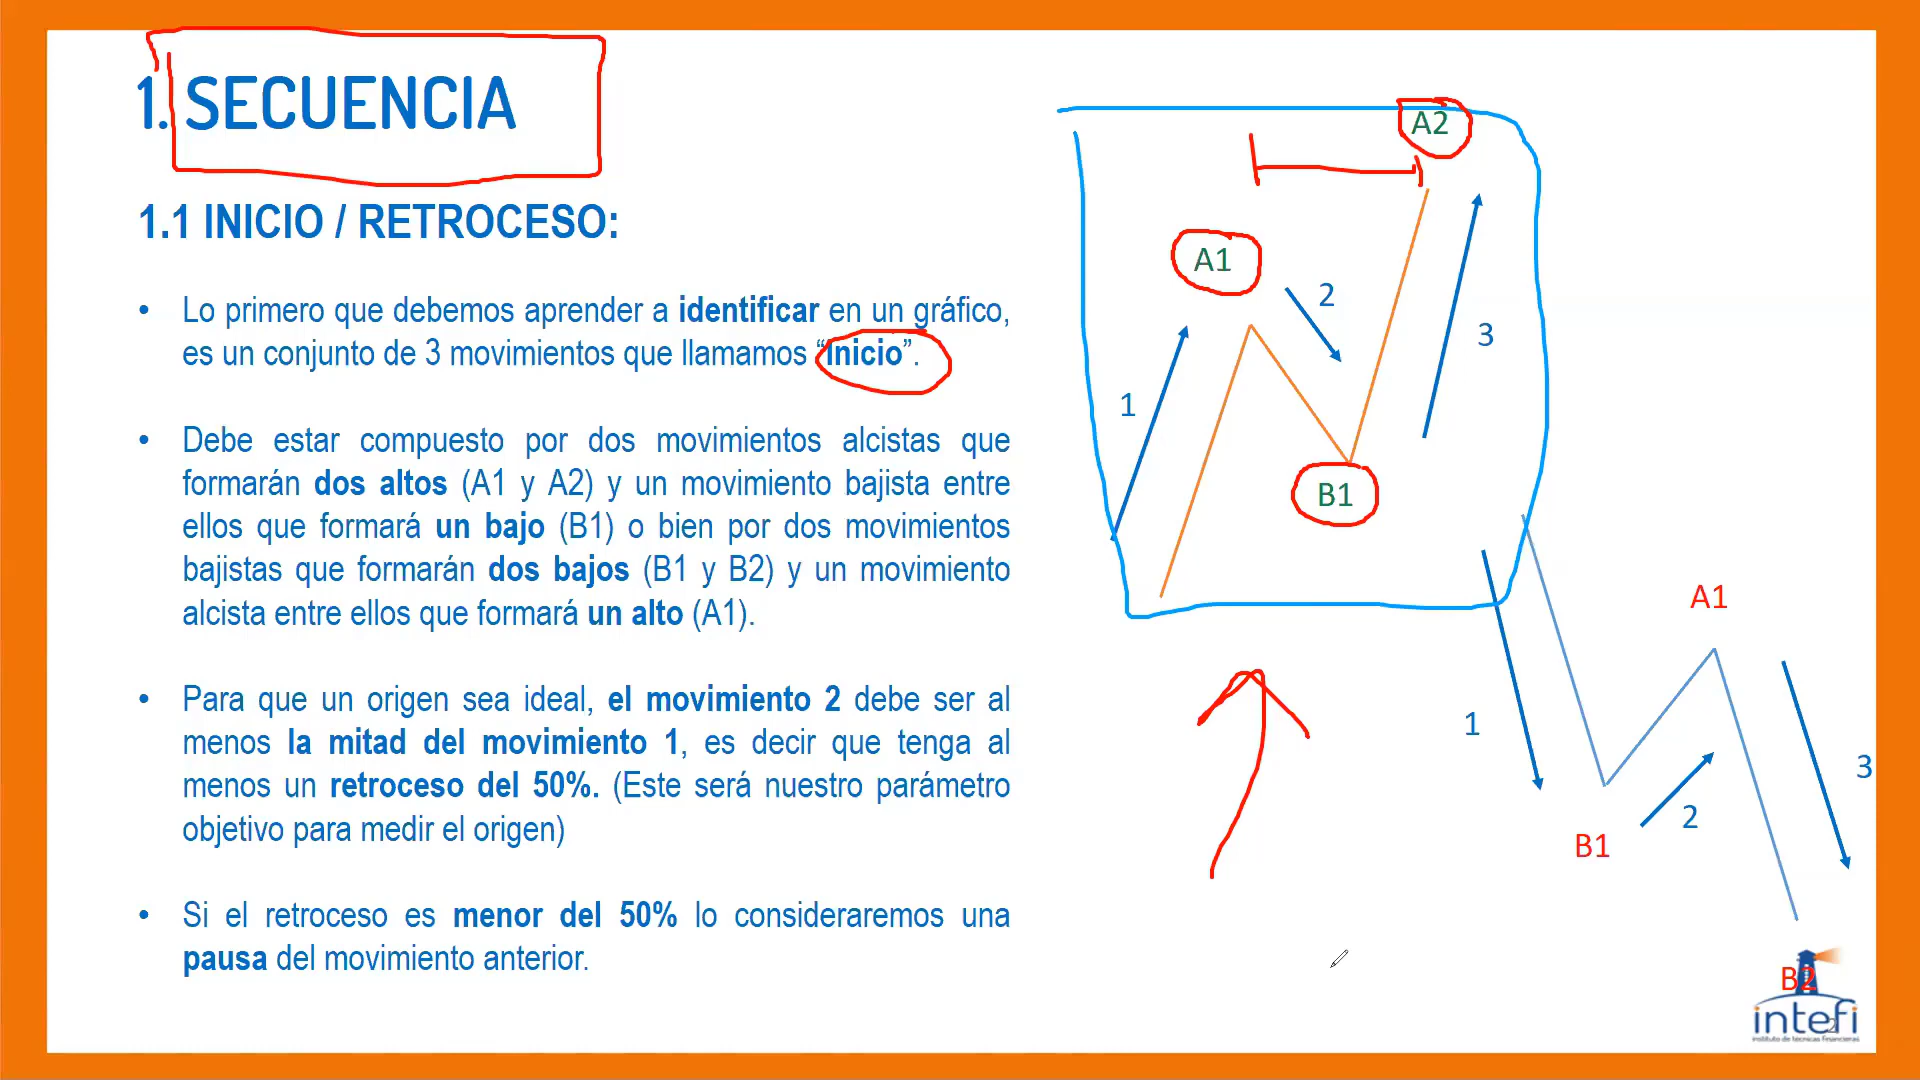 1. SECUENCIA
1.1 INICIO / RETROCESO:
• Lo primero que debemos aprender a identificar en un gráfico,
es un conjunto de 3 movimientos que llamamos “Inicio”.
• Debe estar compuesto por dos movimientos alcistas que
formarán dos altos (A1 y A2) y un movimiento bajista entre
ellos que formará un bajo (B1) o bien por dos movimientos
bajistas que formarán dos bajos (B1 y B2) y un movimiento
alcista entre ellos que formará un alto (A1).
• Para que un origen sea ideal, el movimiento 2 debe ser al
menos la mitad del movimiento 1, es decir que tenga al
menos un retroceso del 50%. (Este será nuestro parámetro
objetivo para medir el origen)
• Si el retroceso es menor del 50% lo consideraremos una
pausa del movimiento anterior.
A2
A1
2
3
1
B1
A1
1
3
2
B1
B2
intefi
2
instituto de técnicas financieras